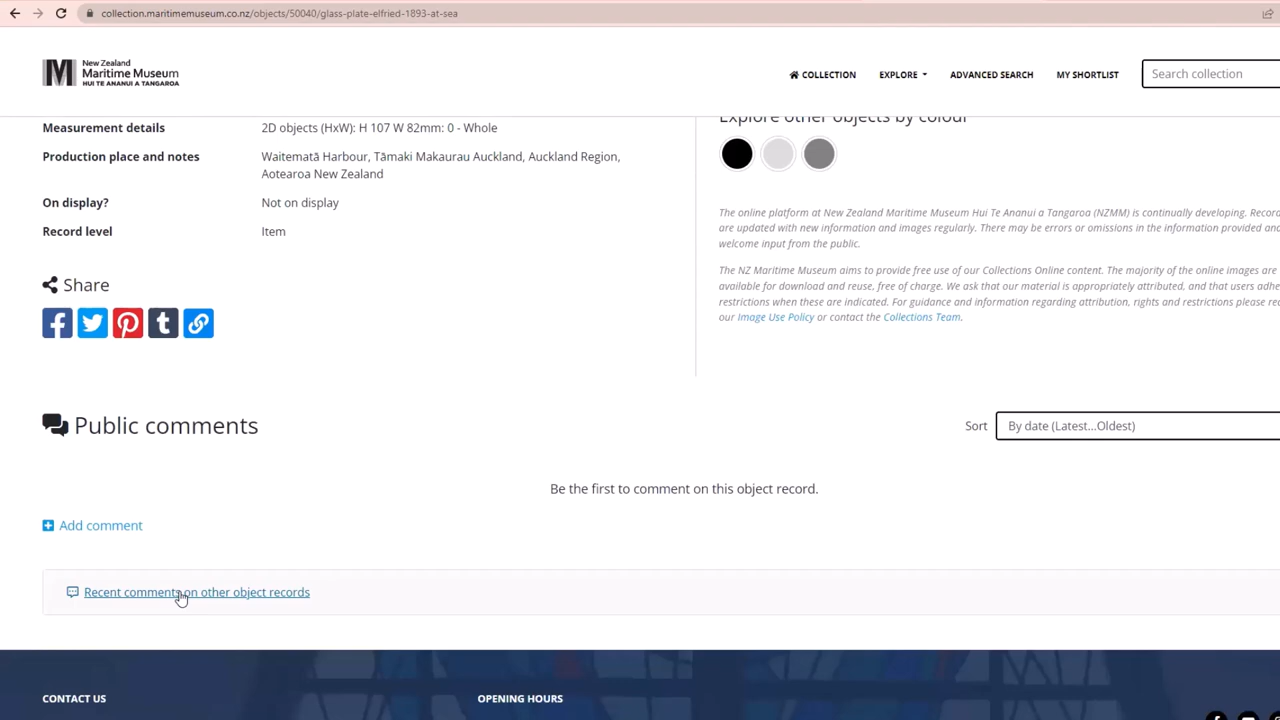 collection.maritimemuseum.co.nz/objects/50040/glass-plate-elfried-1893-at-sea
New Zealand
Maritime Museum
HUI TE ANANUI A TANGAROA
COLLECTION
EXPLORE
ADVANCED SEARCH
MY SHORTLIST
Search collection
Measurement details
2D objects (HxW): H 107 W 82mm: 0 - Whole
Production place and notes
Waitematā Harbour, Tāmaki Makaurau Auckland, Auckland Region,
Aotearoa New Zealand
On display?
Not on display
Record level
Item
Share
Explore other objects by colour
The online platform at New Zealand Maritime Museum Hui Te Ananui a Tangaroa (NZMM) is continually developing. Record
are updated with new information and images regularly. There may be errors or omissions in the information provided and
welcome input from the public.
The NZ Maritime Museum aims to provide free use of our Collections Online content. The majority of the online images are
available for download and reuse, free of charge. We ask that our material is appropriately attributed, and that users adhe
restrictions when these are indicated. For guidance and information regarding attribution, rights and restrictions please re
our Image Use Policy or contact the Collections Team.
Public comments
Sort
By date (Latest...Oldest)
Be the first to comment on this object record.
Add comment
Recent comments on other object records
CONTACT US
OPENING HOURS